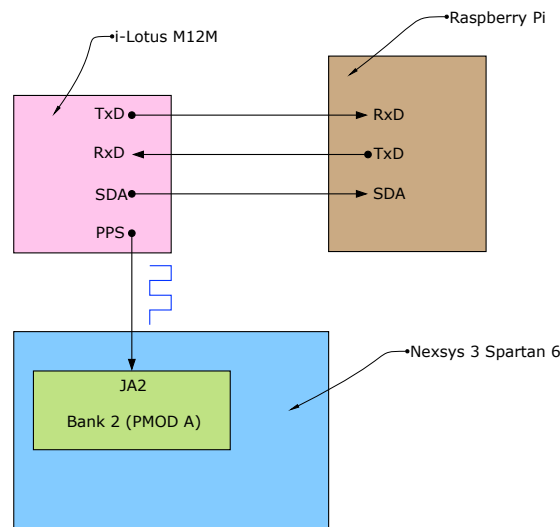 Raspberry Pi
i-Lotus M12M
TxD
RxD
RxD
TxD
SDA
SDA
PPS
Nexsys 3 Spartan 6
JA2
Bank 2 (PMOD A)